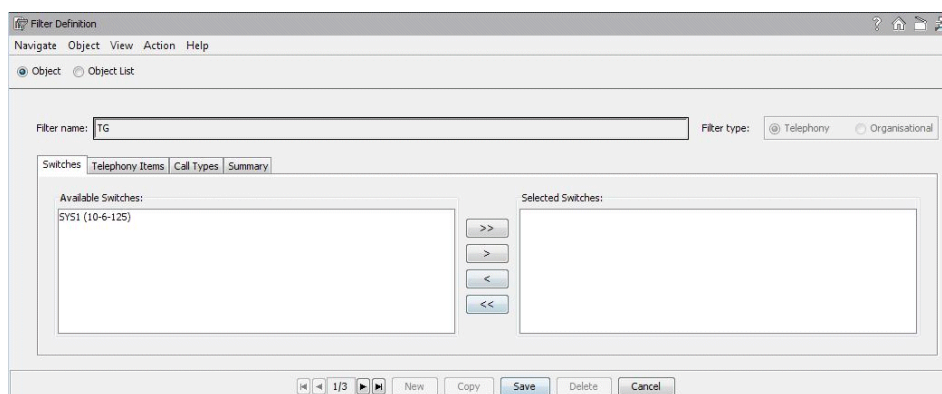 Filter Definition
?
Navigate Object View Action Help
Object Object List
Filter name: TG Filter type: Telephony Organisational
Switches Telephony Items Call Types Summary
Available Switches: Selected Switches:
SYS1 (10-6-125)
>>
>
<
<<
1/3 New Copy Save Delete Cancel